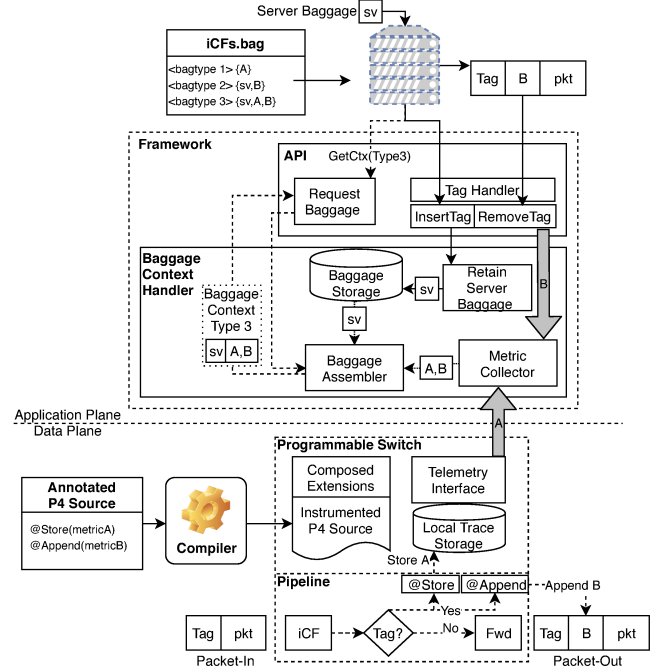 Server Baggage
sv
iCFs.bag
<bagtype 1> {A}
<bagtype 2> {sv,B}
<bagtype 3> {sv,A,B}
Tag B pkt
Framework
API
GetCtx(Type3)
Request
Baggage
Tag Handler
InsertTag RemoveTag
Baggage
Context
Handler
Baggage
Storage
sv
Retain
Server
Baggage
B
Baggage
Context
Type 3
sv A,B
sv
Baggage
Assembler
A,B
Metric
Collector
Application Plane
Data Plane
A
Programmable Switch
Annotated
P4 Source
@Store(metricA)
@Append(metricB)
Compiler
Composed
Extensions
Instrumented
P4 Source
Telemetry
Interface
Local Trace
Storage
Store A
Pipeline
@Store @Append
Append B
Yes
Tag pkt
Packet-In
iCF
Tag?
No
Fwd
Tag B pkt
Packet-Out